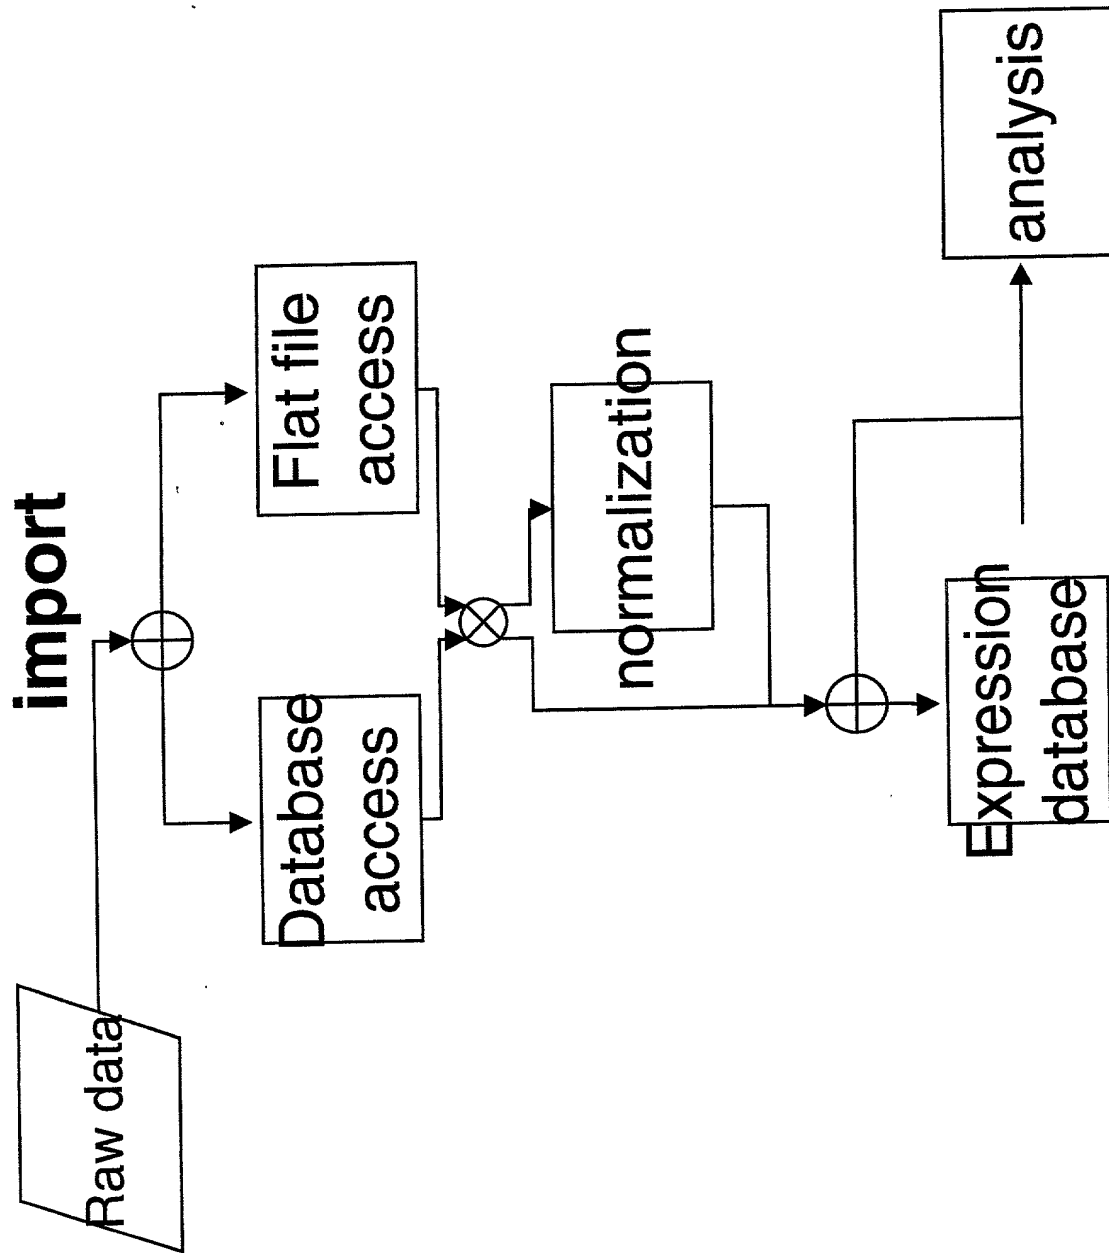 import
Raw data
Database
access
Flat file
access
normalization
Expression
database
analysis